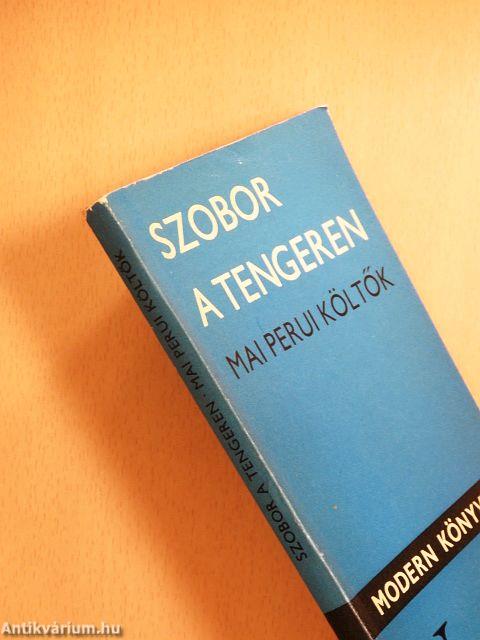 SZOBOR
A TENGEREN
MAI PERUI KÖLTŐK
SZOBOR A TENGEREN · MAI PERUI KÖLTŐK
MODERN KÖNYV
Antikvárium.hu